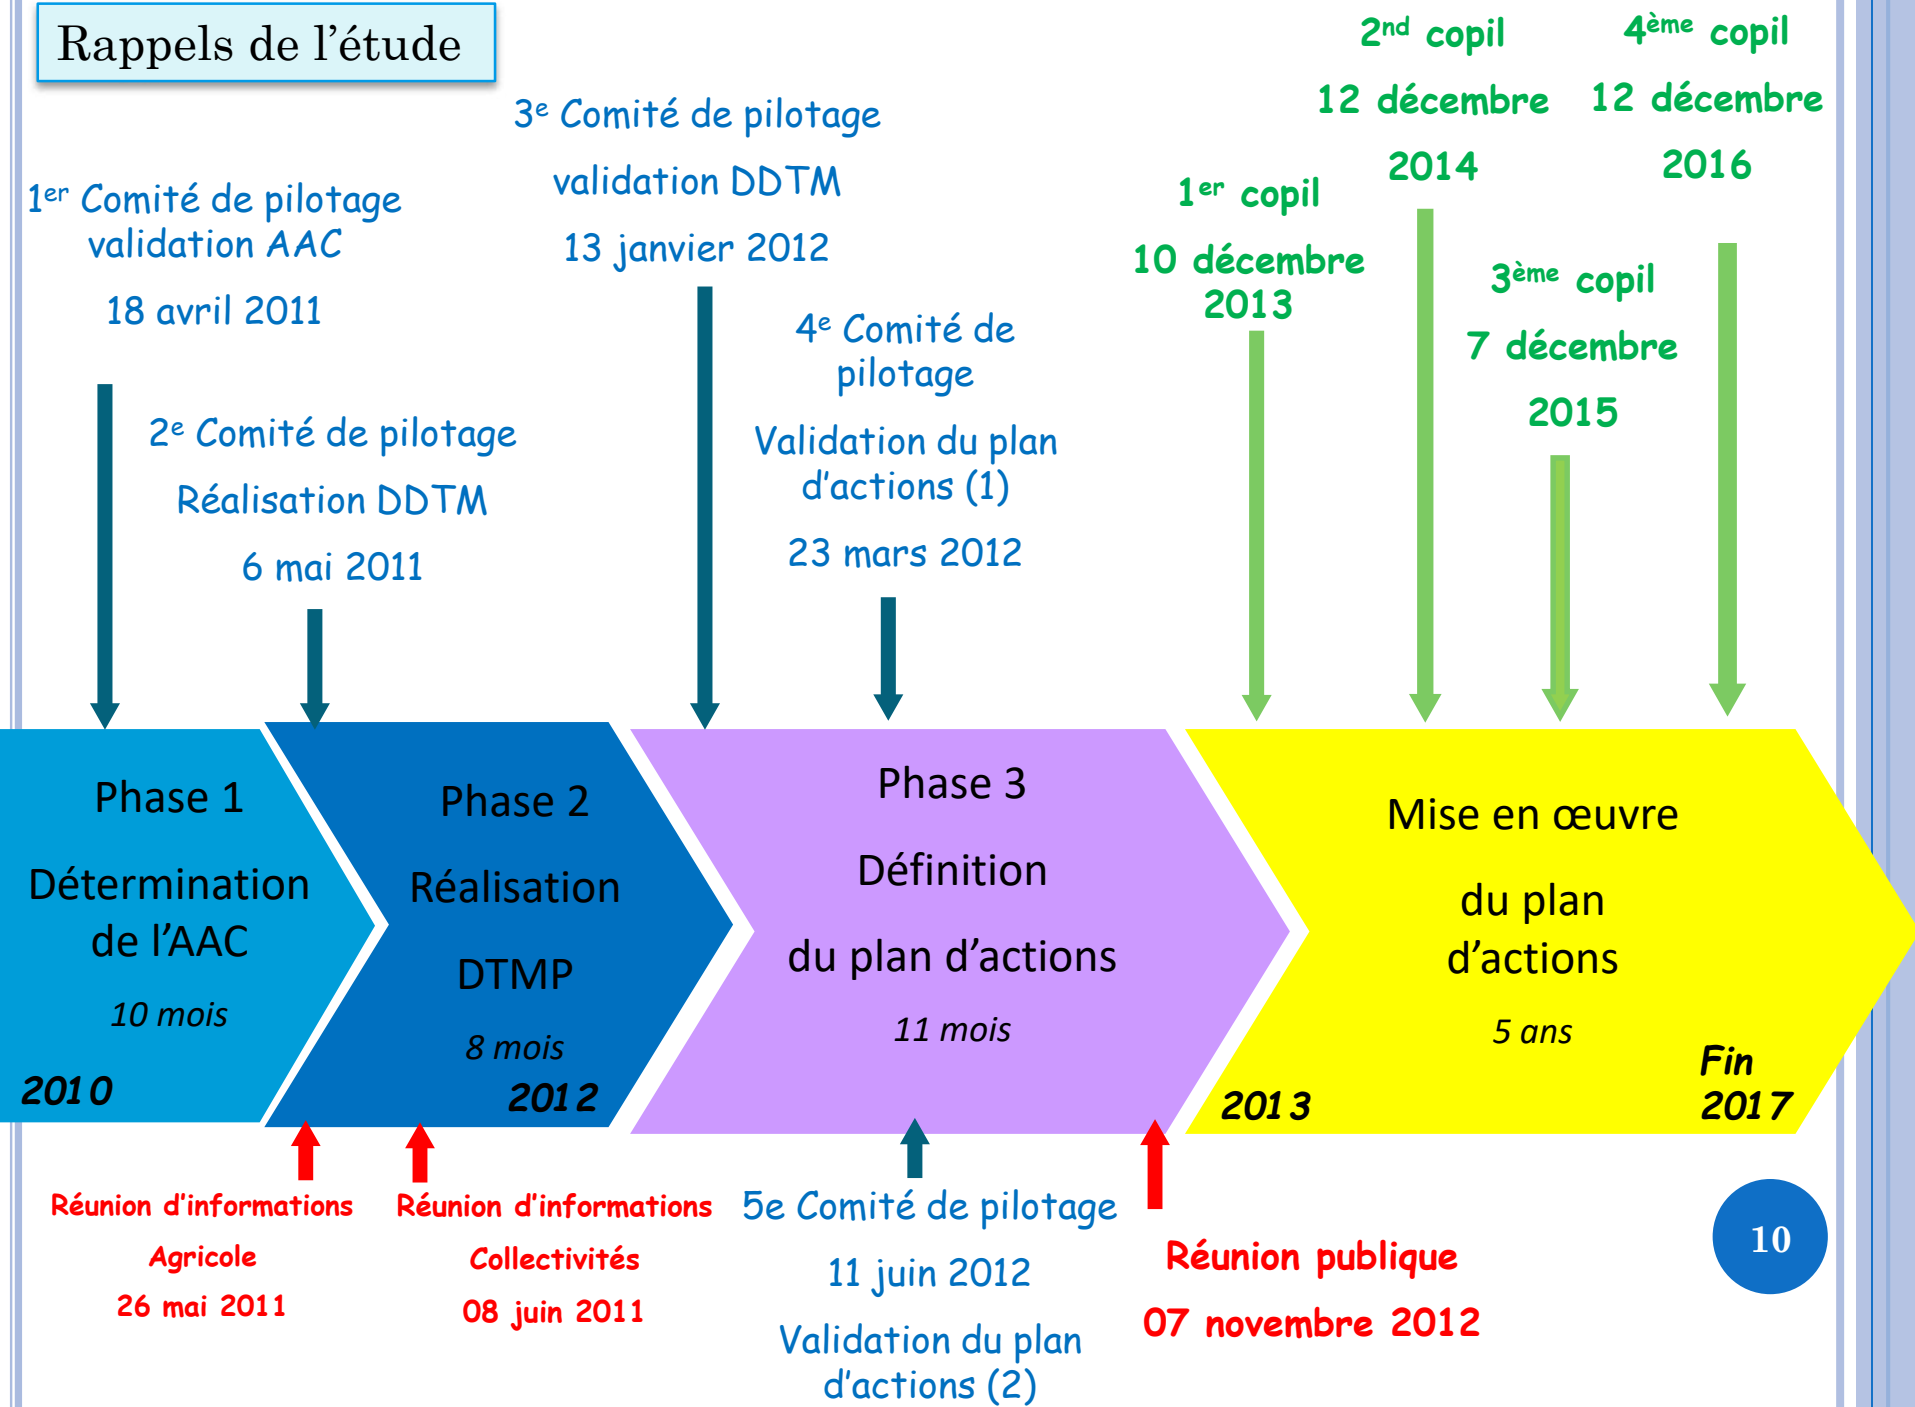 Rappels de l’étude
1er Comité de pilotage
validation AAC
18 avril 2011
2e Comité de pilotage
Réalisation DDTM
6 mai 2011
3e Comité de pilotage
validation DDTM
13 janvier 2012
4e Comité de
pilotage
Validation du plan
d’actions (1)
23 mars 2012
1er copil
10 décembre
2013
2nd copil
12 décembre
2014
3ème copil
7 décembre
2015
4ème copil
12 décembre
2016
Phase 1
Détermination
de l’AAC
10 mois
2010
Phase 2
Réalisation
DTMP
8 mois
2012
Phase 3
Définition
du plan d’actions
11 mois
Mise en œuvre
du plan
d’actions
5 ans
2013
Fin
2017
Réunion d’informations
Agricole
26 mai 2011
Réunion d’informations
Collectivités
08 juin 2011
5e Comité de pilotage
11 juin 2012
Validation du plan
d’actions (2)
Réunion publique
07 novembre 2012
10